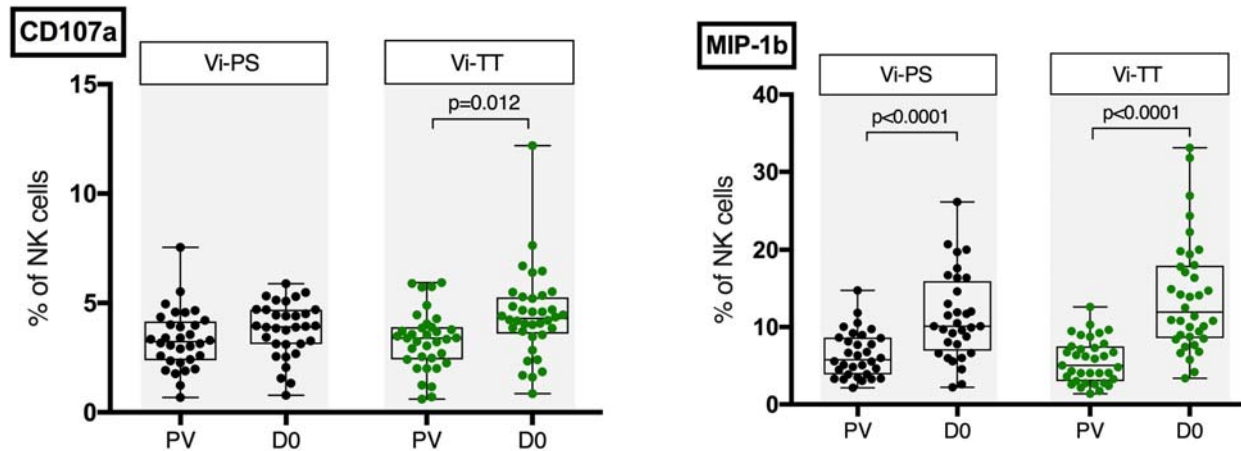 CD107a
Vi-PS
Vi-TT
p=0.012
15
10
5
0
% of NK cells
PV
D0
PV
D0
MIP-1b
Vi-PS
Vi-TT
p<0.0001
p<0.0001
40
30
20
10
0
% of NK cells
PV
D0
PV
D0